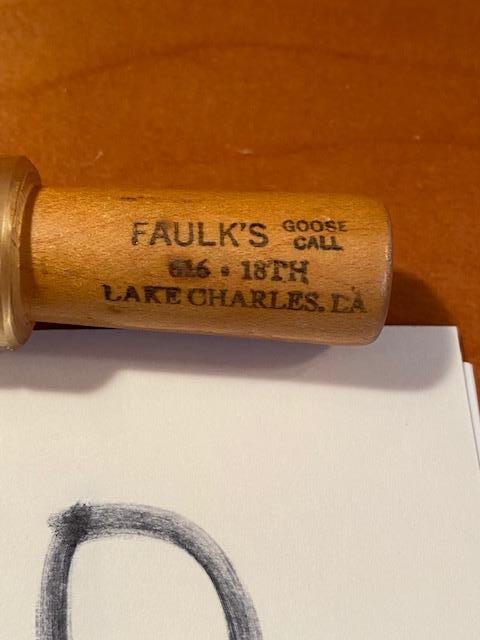 FAULK'S GOOSE CALL
616 • 18TH
LAKE CHARLES, LA